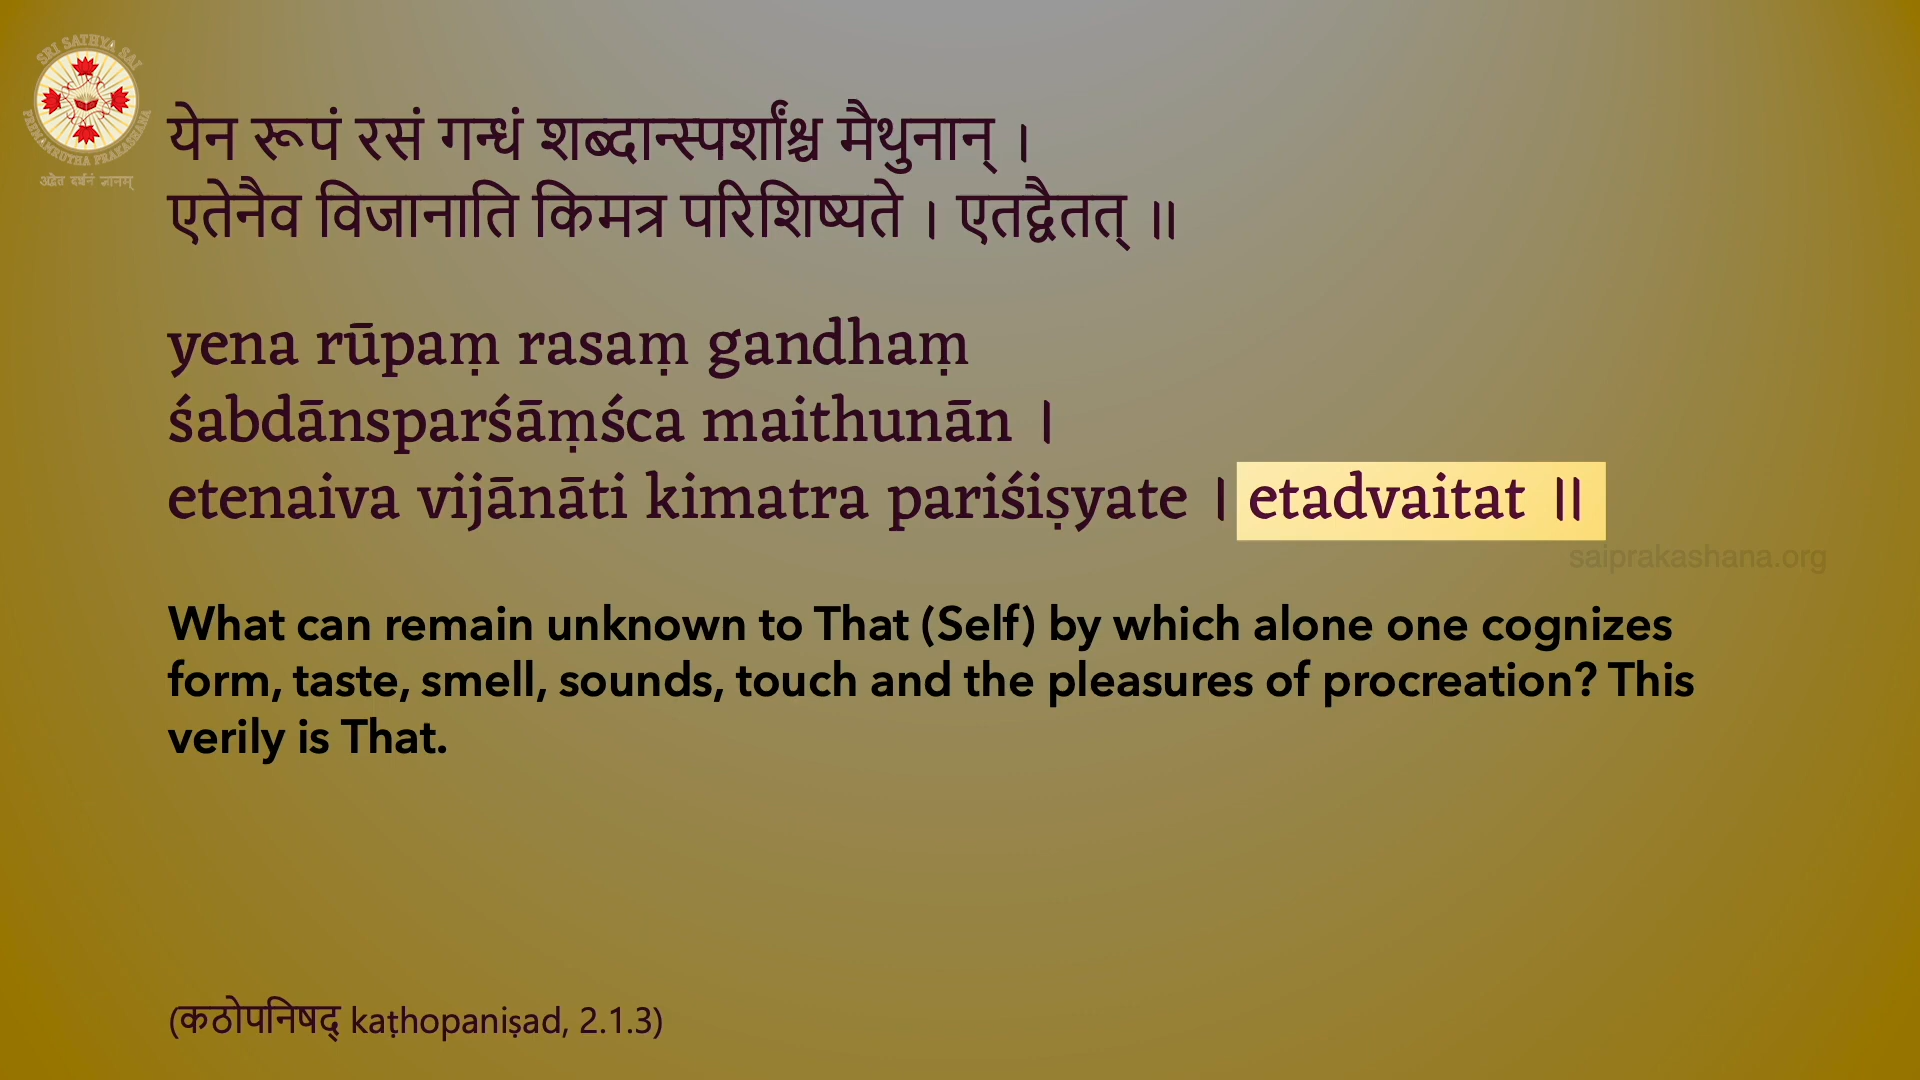 SRI SATHYA SAI
PREMAMRUTHA PRAKASHANA
येन रूपं रसं गन्धं शब्दान्स्पर्शांश्च मैथुनान् ।
एतेनैव विजानाति किमत्र परिशिष्यते । एतद्वैतत् ॥
yena rūpaṃ rasaṃ gandhaṃ
śabdānsparśāṃśca maithunān ।
etenaiva vijānāti kimatra pariśiṣyate । etadvaitat ॥
saiprakashana.org
What can remain unknown to That (Self) by which alone one cognizes
form, taste, smell, sounds, touch and the pleasures of procreation? This
verily is That.
(कठोपनिषद् kaṭhopaniṣad, 2.1.3)